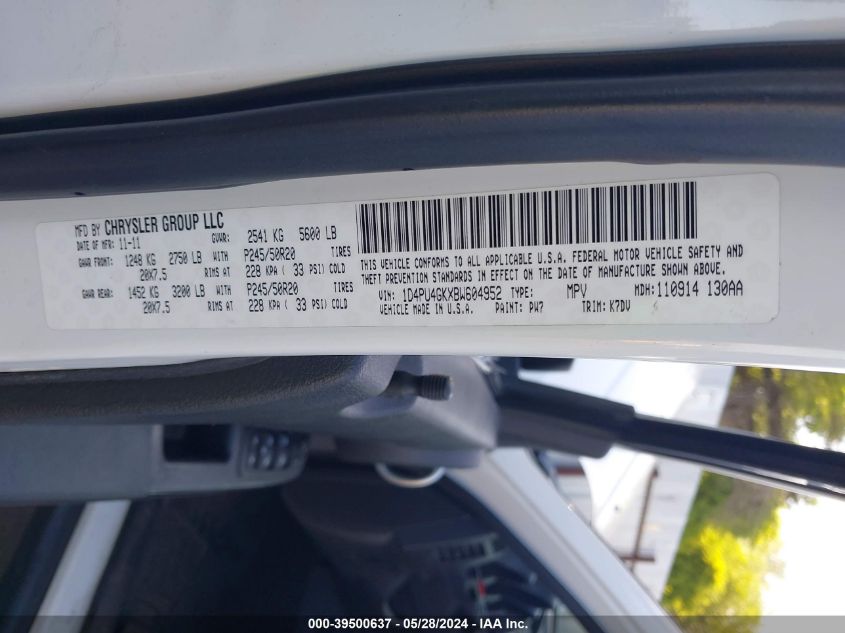 MFD BY CHRYSLER GROUP LLC
DATE OF MFR: 11-11 GVWR: 2541 KG 5600 LB
GAWR FRONT: 1248 KG 2750 LB WITH P245/50R20 TIRES
20X7.5 RIMS AT 228 KPA ( 33 PSI) COLD
GAWR REAR: 1452 KG 3200 LB WITH P245/50R20 TIRES
20X7.5 RIMS AT 228 KPA ( 33 PSI) COLD
THIS VEHICLE CONFORMS TO ALL APPLICABLE U.S.A. FEDERAL MOTOR VEHICLE SAFETY AND
THEFT PREVENTION STANDARDS IN EFFECT ON THE DATE OF MANUFACTURE SHOWN ABOVE.
VIN: 1D4PU4GKXBW604952 TYPE: MPV MDH:110914 130AA
VEHICLE MADE IN U.S.A. PAINT: PW7 TRIM: K7DV
000-39500637 - 05/28/2024 - IAA Inc.